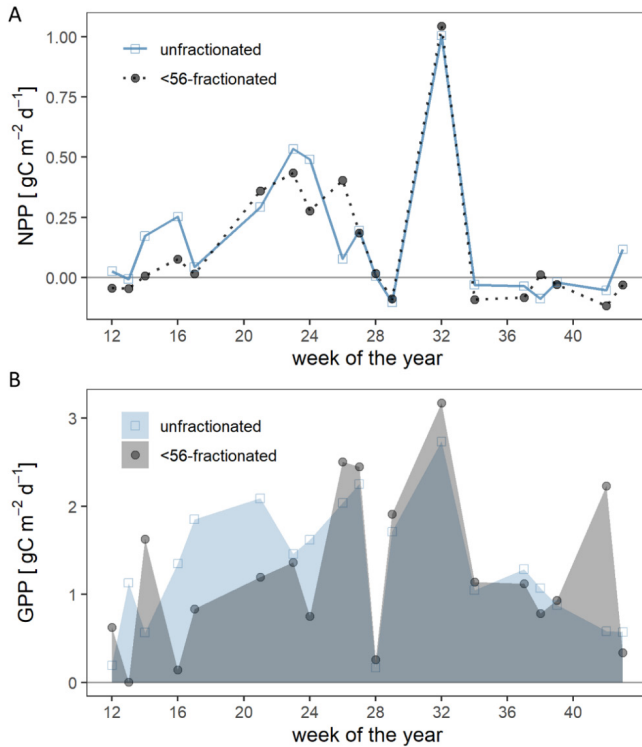 A
1.00
0.75
0.50
0.25
0.00
NPP [ gC m⁻² d⁻¹]
unfractionated
<56-fractionated
12 16 20 24 28 32 36 40
week of the year
B
3
2
1
0
GPP [ gC m⁻² d⁻¹]
unfractionated
<56-fractionated
12 16 20 24 28 32 36 40
week of the year